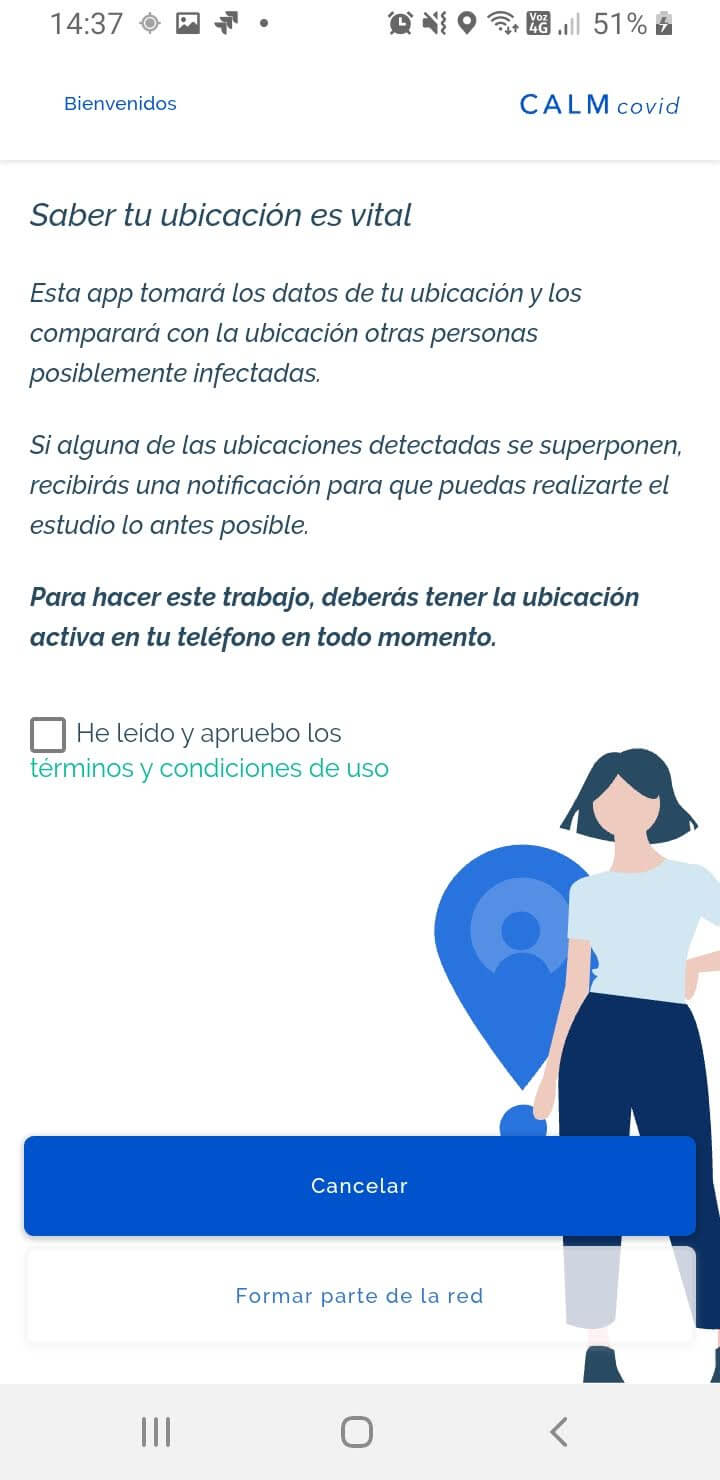 14:37
Voz 4G
51%
Bienvenidos
CALM covid
Saber tu ubicación es vital
Esta app tomará los datos de tu ubicación y los
comparará con la ubicación otras personas
posiblemente infectadas.
Si alguna de las ubicaciones detectadas se superponen,
recibirás una notificación para que puedas realizarte el
estudio lo antes posible.
Para hacer este trabajo, deberás tener la ubicación
activa en tu teléfono en todo momento.
He leído y apruebo los
términos y condiciones de uso
Cancelar
Formar parte de la red